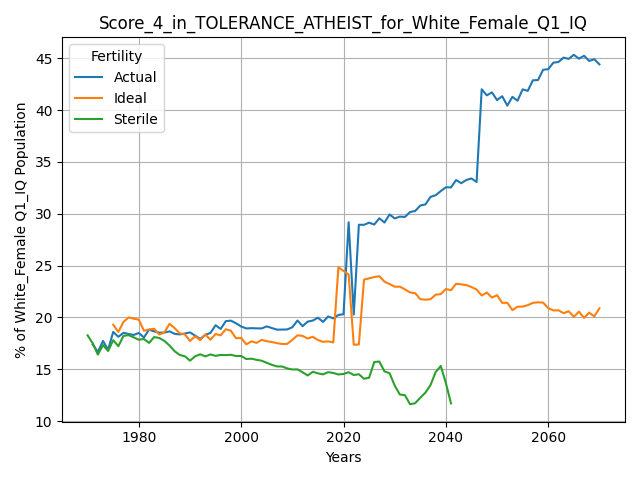 Score_4_in_TOLERANCE_ATHEIST_for_White_Female_Q1_IQ
Fertility
Actual
Ideal
Sterile
% of White_Female Q1_IQ Population
45
40
35
30
25
20
15
10
1980
2000
2020
2040
2060
Years